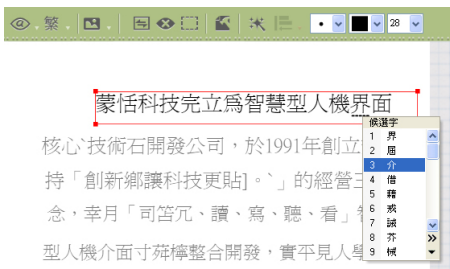 繁
28
蒙恬科技完立爲智慧型人機界面
核心`技術石開發公司，於1991年創立
持「創新鄉讓科技更貼]。`」的經營
念，幸月「司笘冗、讀、寫、聽、看」
型人機介面寸荈檸整合開發，實平見人
候選字
1 界
2 屆
3 介
4 借
5 藉
6 戒
7 誡
8 芥
9 械